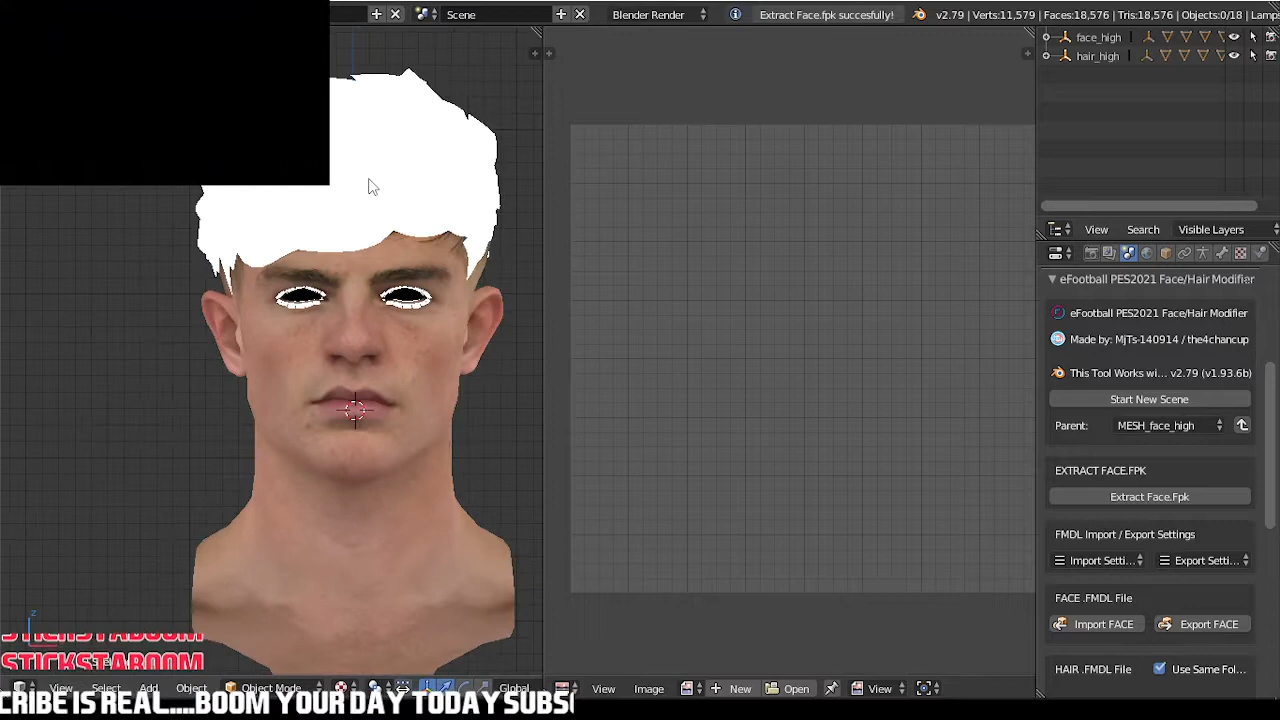 Scene
Blender Render
Extract Face.fpk succesfully!
v2.79 | Verts:11,579 | Faces:18,576 | Tris:18,576 | Objects:0/18 | Lamp
face_high
hair_high
View Search Visible Layers
eFootball PES2021 Face/Hair Modifier
eFootball PES2021 Face/Hair Modifier
Made by: MjTs-140914 / the4chancup
This Tool Works wi... v2.79 (v1.93.6b)
Start New Scene
Parent: MESH_face_high
EXTRACT FACE.FPK
Extract Face.Fpk
FMDL Import / Export Settings
Import Setti... Export Setti...
FACE .FMDL File
Import FACE Export FACE
HAIR .FMDL File Use Same Fol...
z
STICKSTABOOM
STICKSTABOOM
View Select Add Object Object Mode Global
View Image New Open View
CRIBE IS REAL....BOOM YOUR DAY TODAY SUBS